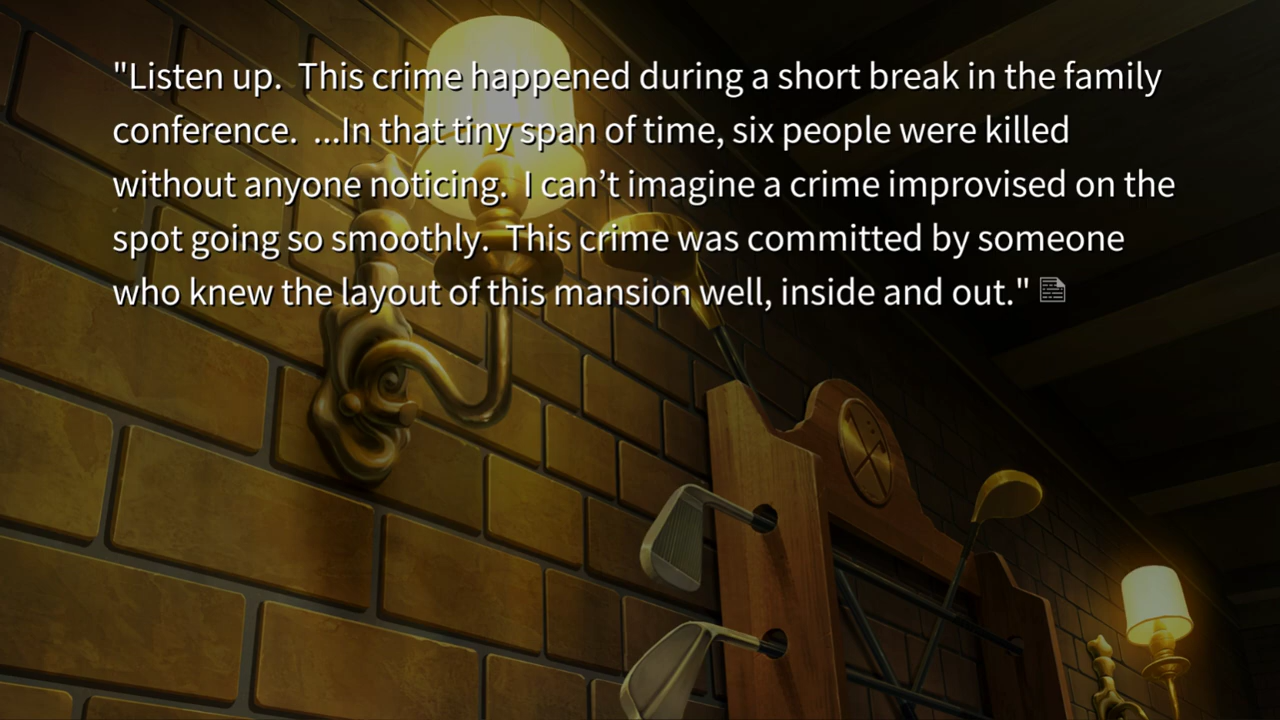 "Listen up.  This crime happened during a short break in the family
conference.  ...In that tiny span of time, six people were killed
without anyone noticing.  I can’t imagine a crime improvised on the
spot going so smoothly.  This crime was committed by someone
who knew the layout of this mansion well, inside and out."